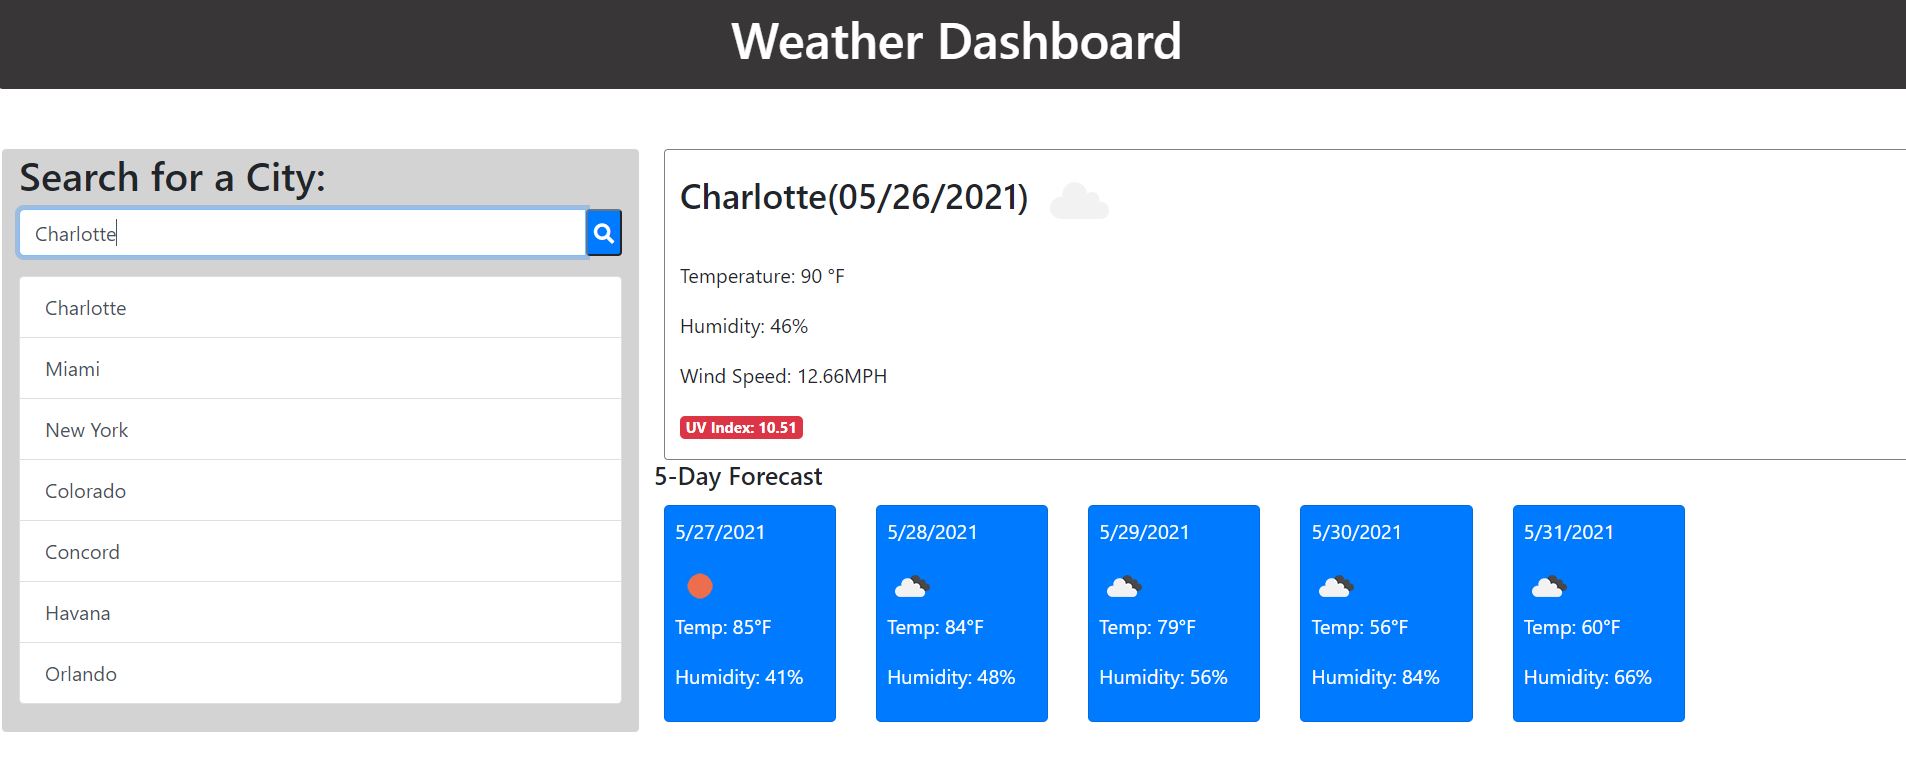 Weather Dashboard
Search for a City:
Charlotte
Charlotte
Miami
New York
Colorado
Concord
Havana
Orlando
Charlotte(05/26/2021)
Temperature: 90 °F
Humidity: 46%
Wind Speed: 12.66MPH
UV Index: 10.51
5-Day Forecast
5/27/2021
Temp: 85°F
Humidity: 41%
5/28/2021
Temp: 84°F
Humidity: 48%
5/29/2021
Temp: 79°F
Humidity: 56%
5/30/2021
Temp: 56°F
Humidity: 84%
5/31/2021
Temp: 60°F
Humidity: 66%